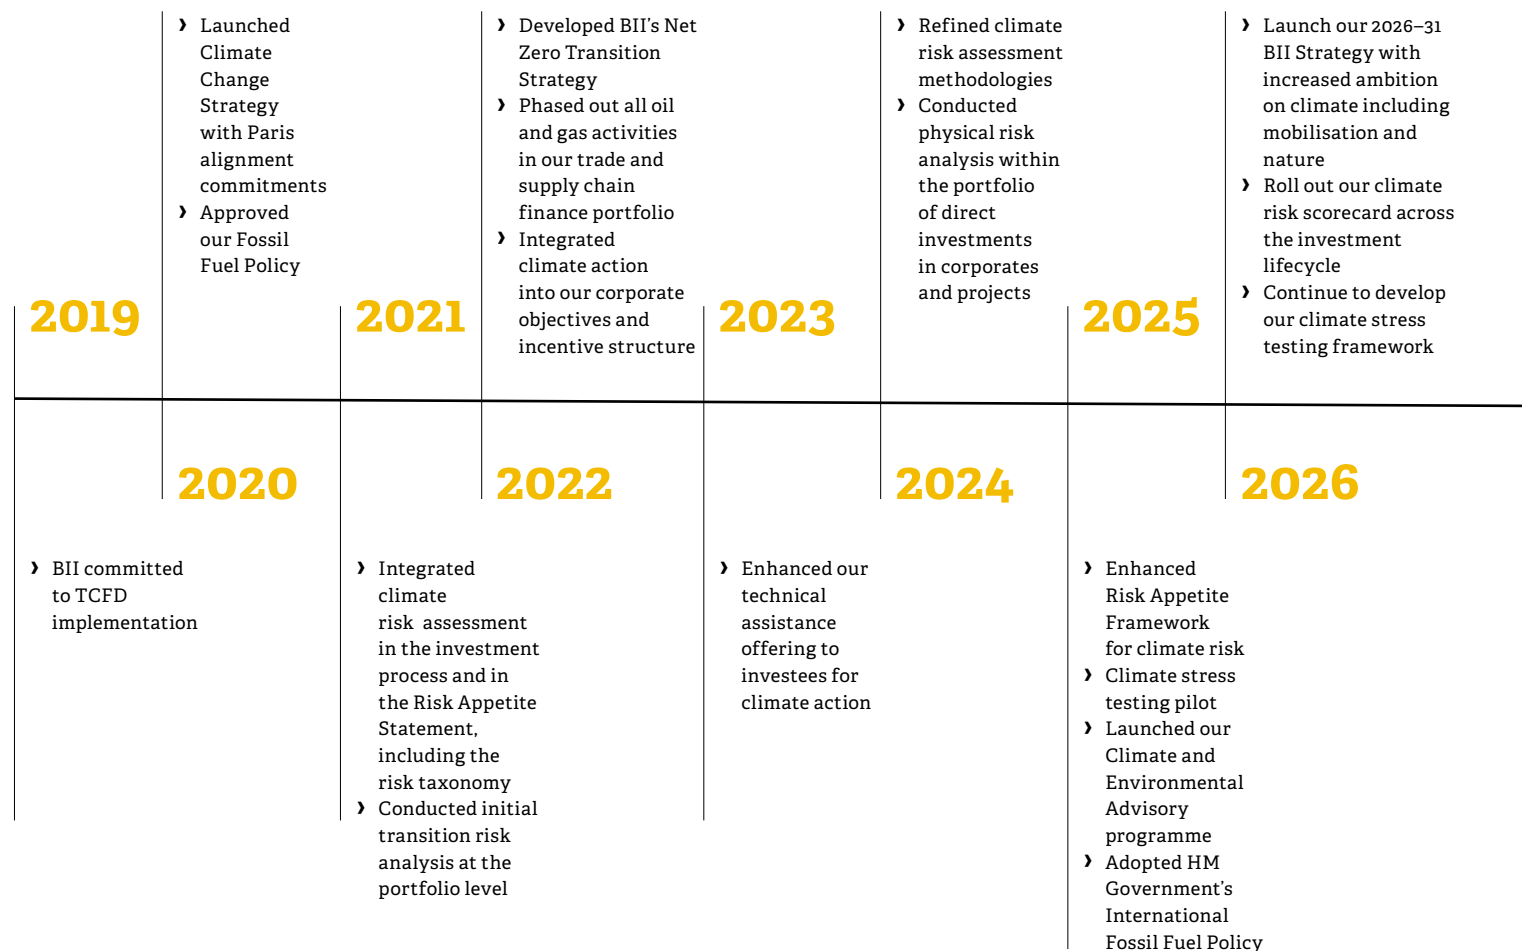 2019
› BII committed
to TCFD
implementation
2020
› Launched
Climate
Change
Strategy
with Paris
alignment
commitments
› Approved
our Fossil
Fuel Policy
2021
› Integrated
climate
risk assessment
in the investment
process and in
the Risk Appetite
Statement,
including the
risk taxonomy
› Conducted initial
transition risk
analysis at the
portfolio level
2022
› Developed BII’s Net
Zero Transition
Strategy
› Phased out all oil
and gas activities
in our trade and
supply chain
finance portfolio
› Integrated
climate action
into our corporate
objectives and
incentive structure
2023
› Enhanced our
technical
assistance
offering to
investees for
climate action
2024
› Refined climate
risk assessment
methodologies
› Conducted
physical risk
analysis within
the portfolio
of direct
investments
in corporates
and projects
2025
› Enhanced
Risk Appetite
Framework
for climate risk
› Climate stress
testing pilot
› Launched our
Climate and
Environmental
Advisory
programme
› Adopted HM
Government’s
International
Fossil Fuel Policy
2026
› Launch our 2026–31
BII Strategy with
increased ambition
on climate including
mobilisation and
nature
› Roll out our climate
risk scorecard across
the investment
lifecycle
› Continue to develop
our climate stress
testing framework